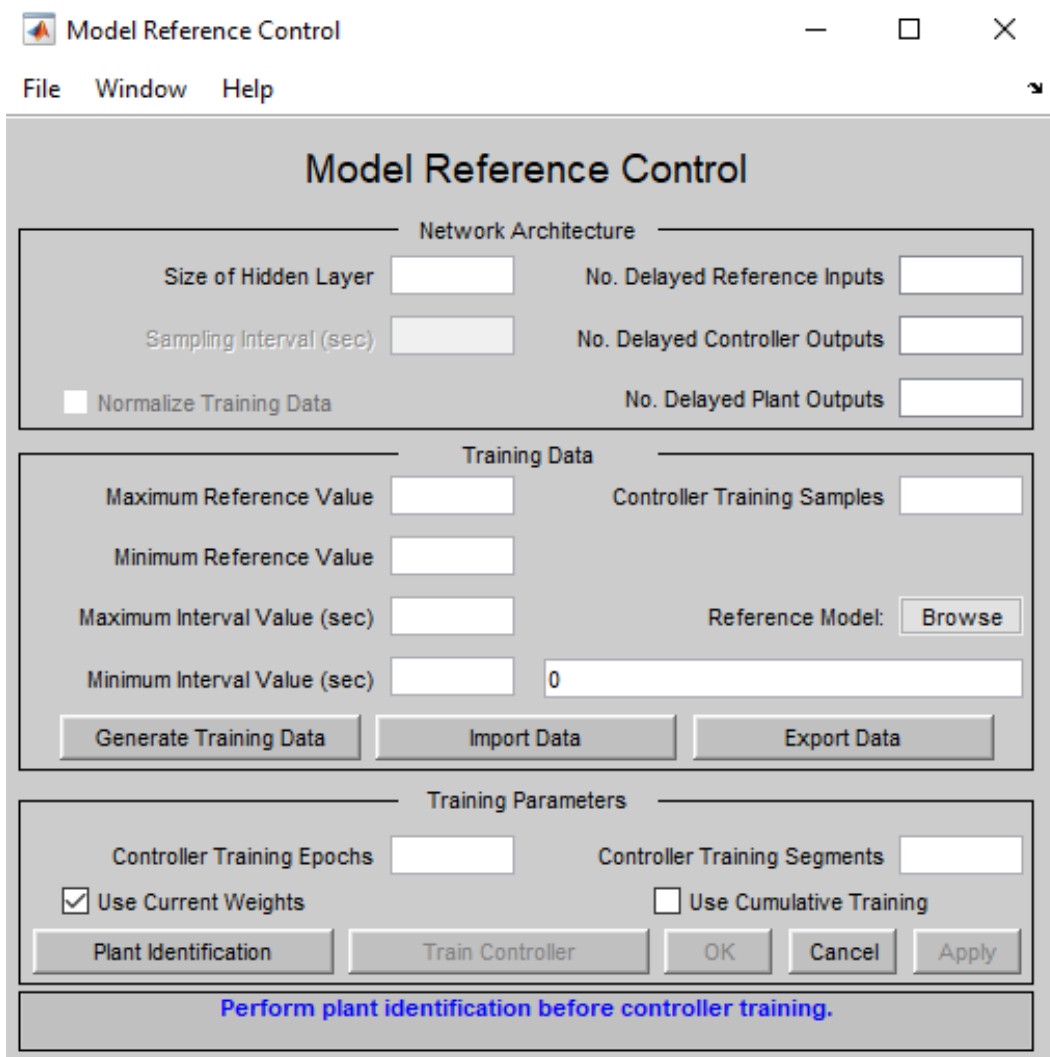 Model Reference Control
File Window Help
Model Reference Control
Network Architecture
Size of Hidden Layer No. Delayed Reference Inputs
Sampling Interval (sec) No. Delayed Controller Outputs
Normalize Training Data No. Delayed Plant Outputs
Training Data
Maximum Reference Value Controller Training Samples
Minimum Reference Value
Maximum Interval Value (sec) Reference Model: Browse
Minimum Interval Value (sec) 0
Generate Training Data Import Data Export Data
Training Parameters
Controller Training Epochs Controller Training Segments
Use Current Weights Use Cumulative Training
Plant Identification Train Controller OK Cancel Apply
Perform plant identification before controller training.